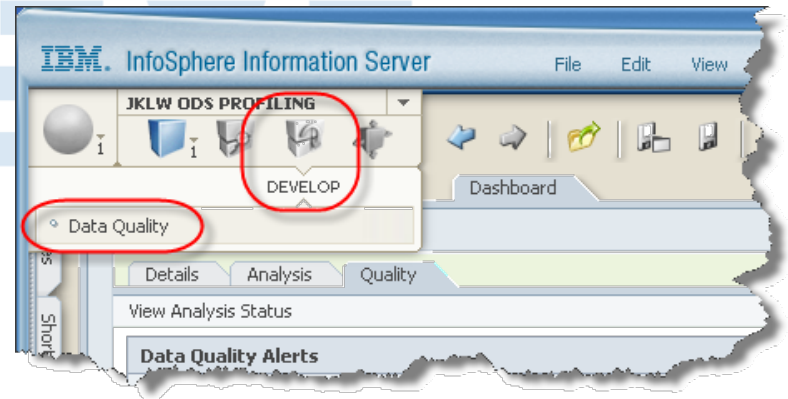 IBM. InfoSphere Information Server File Edit View
JKLW ODS PROFILING
1 1
DEVELOP
Dashboard
Data Quality
Details Analysis Quality
View Analysis Status
Data Quality Alerts